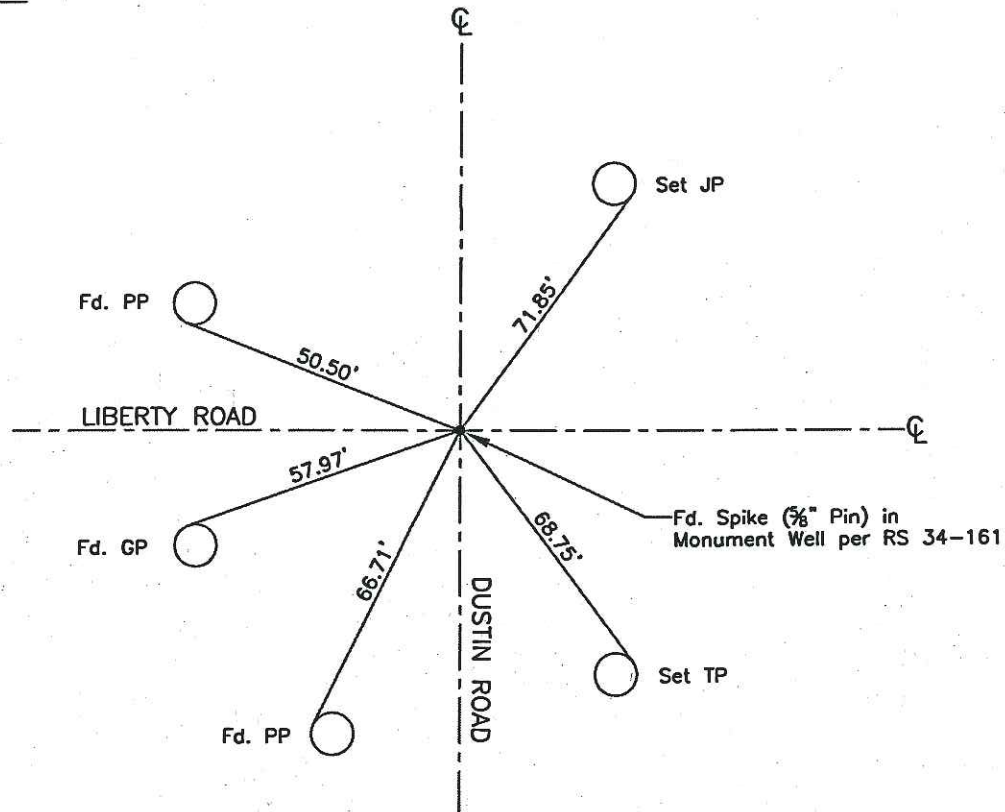 ℄
Set JP
Fd. PP
71.85'
50.50'
LIBERTY ROAD
℄
57.97'
Fd. Spike (⅝" Pin) in
Monument Well per RS 34-161
68.75'
Fd. GP
66.71'
DUSTIN ROAD
Set TP
Fd. PP